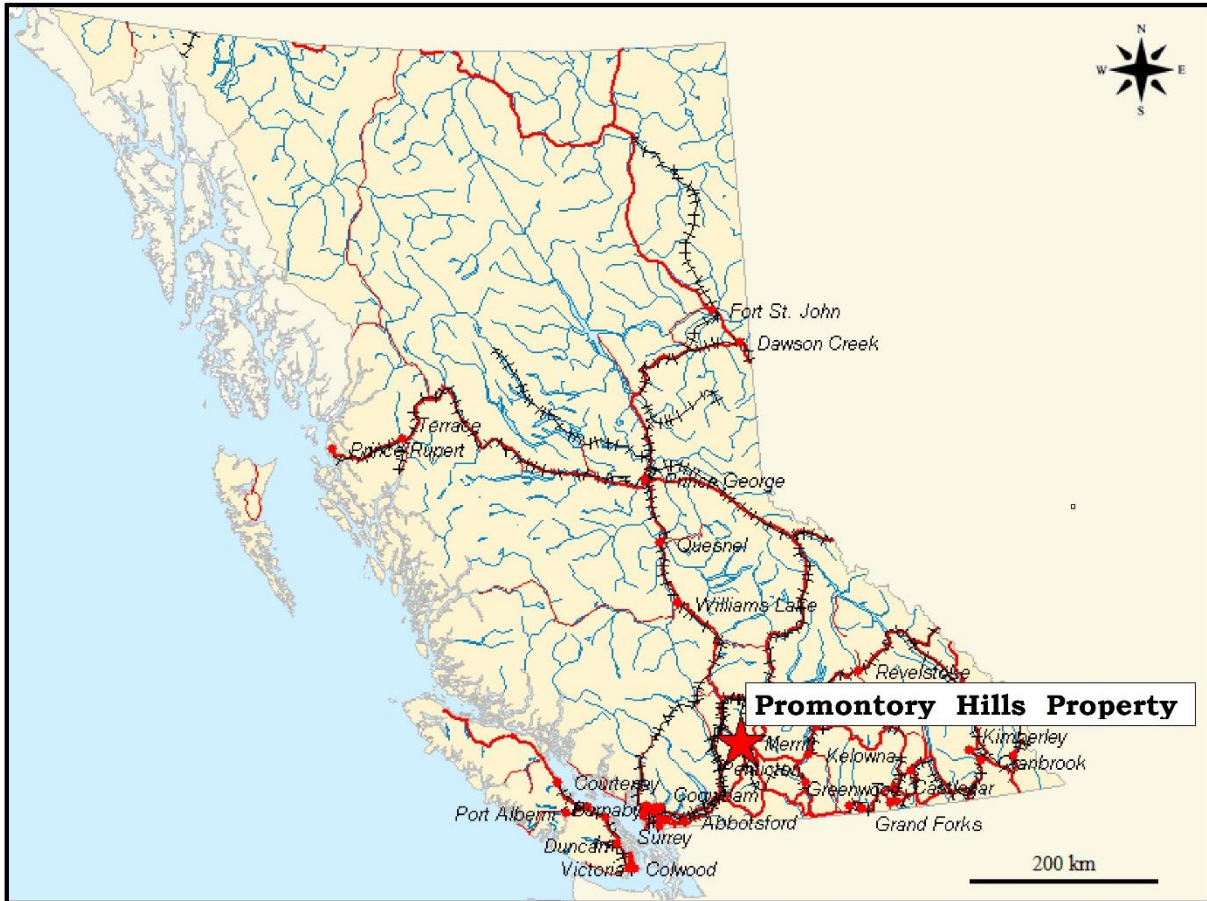 N
W E
S
Fort St. John
Dawson Creek
Terrace
Prince Rupert
Prince George
Quesnel
Williams Lake
Revelstoke
Promontory Hills Property
Kimberley
Merritt
Kelowna
Cranbrook
Penticton
Courtenay
Coquitlam
Greenwood
Castlegar
Port Alberni
Burnaby
Abbotsford
Grand Forks
Surrey
Duncan
Victoria
Colwood
200 km